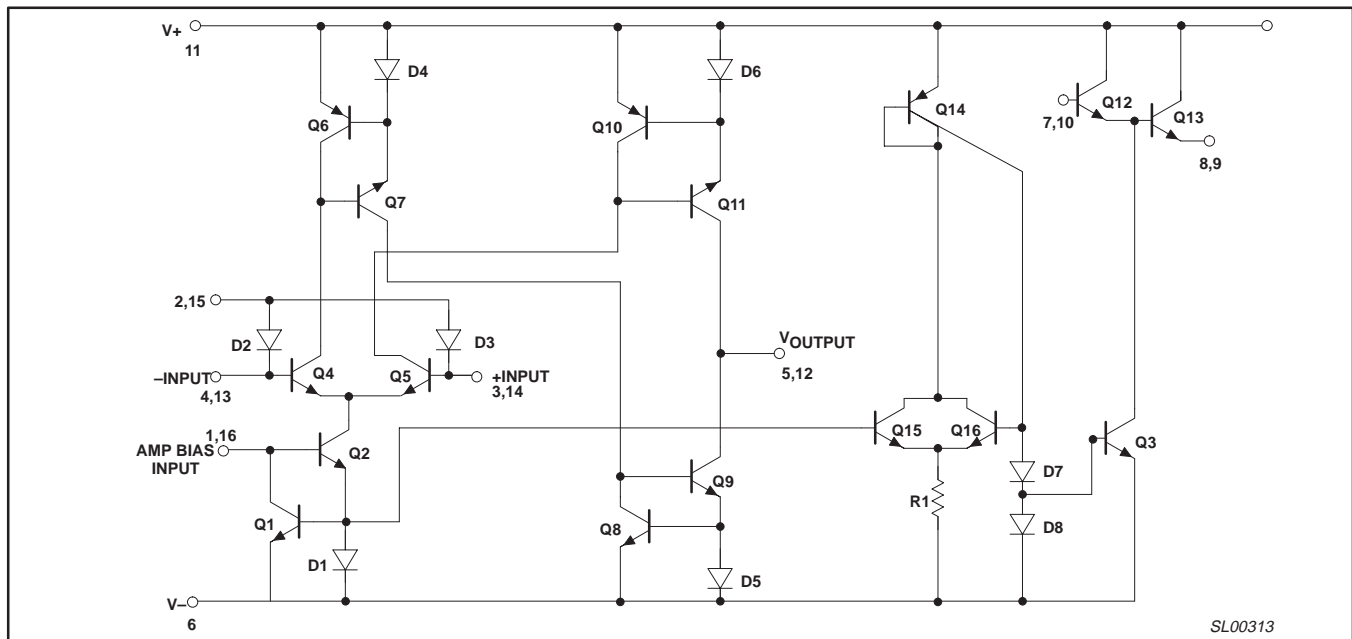 V+
11
D4
D6
Q6
Q10
Q14
Q12
7,10
Q13
8,9
Q7
Q11
2,15
D2
D3
–INPUT
4,13
Q4
Q5
+INPUT
3,14
VOUTPUT
5,12
1,16
AMP BIAS
INPUT
Q2
Q15
Q16
Q3
D7
Q9
R1
Q1
Q8
D8
D1
D5
V–
6
SL00313